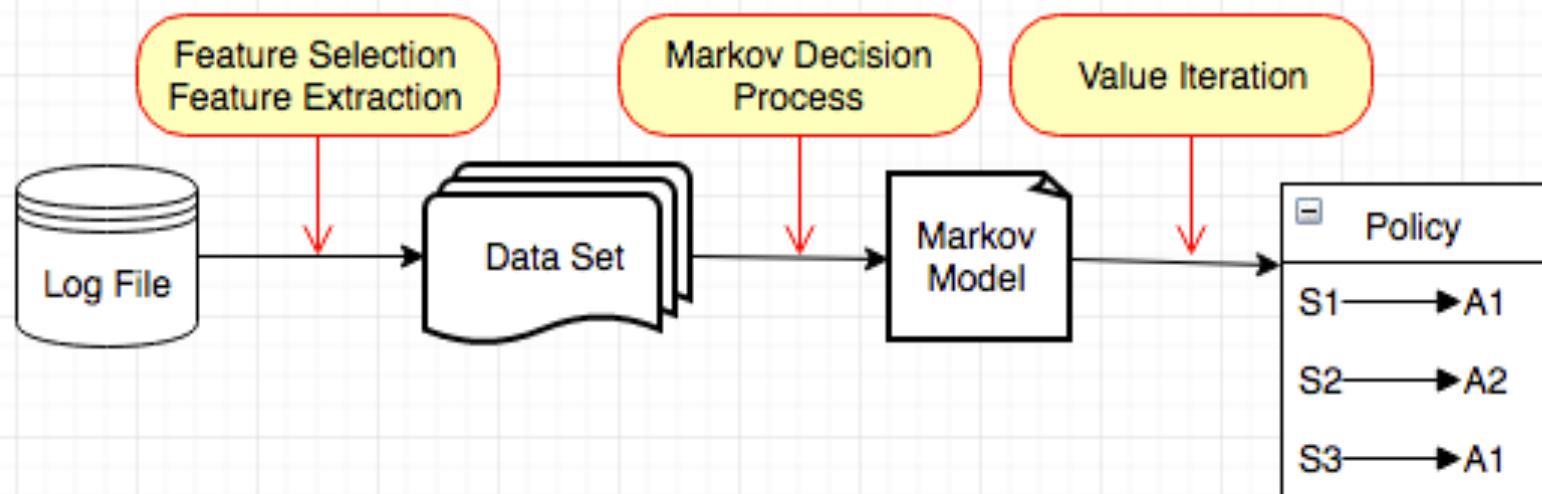 Feature Selection
Feature Extraction
Markov Decision
Process
Value Iteration
Log File
Data Set
Markov
Model
Policy
S1 A1
S2 A2
S3 A1